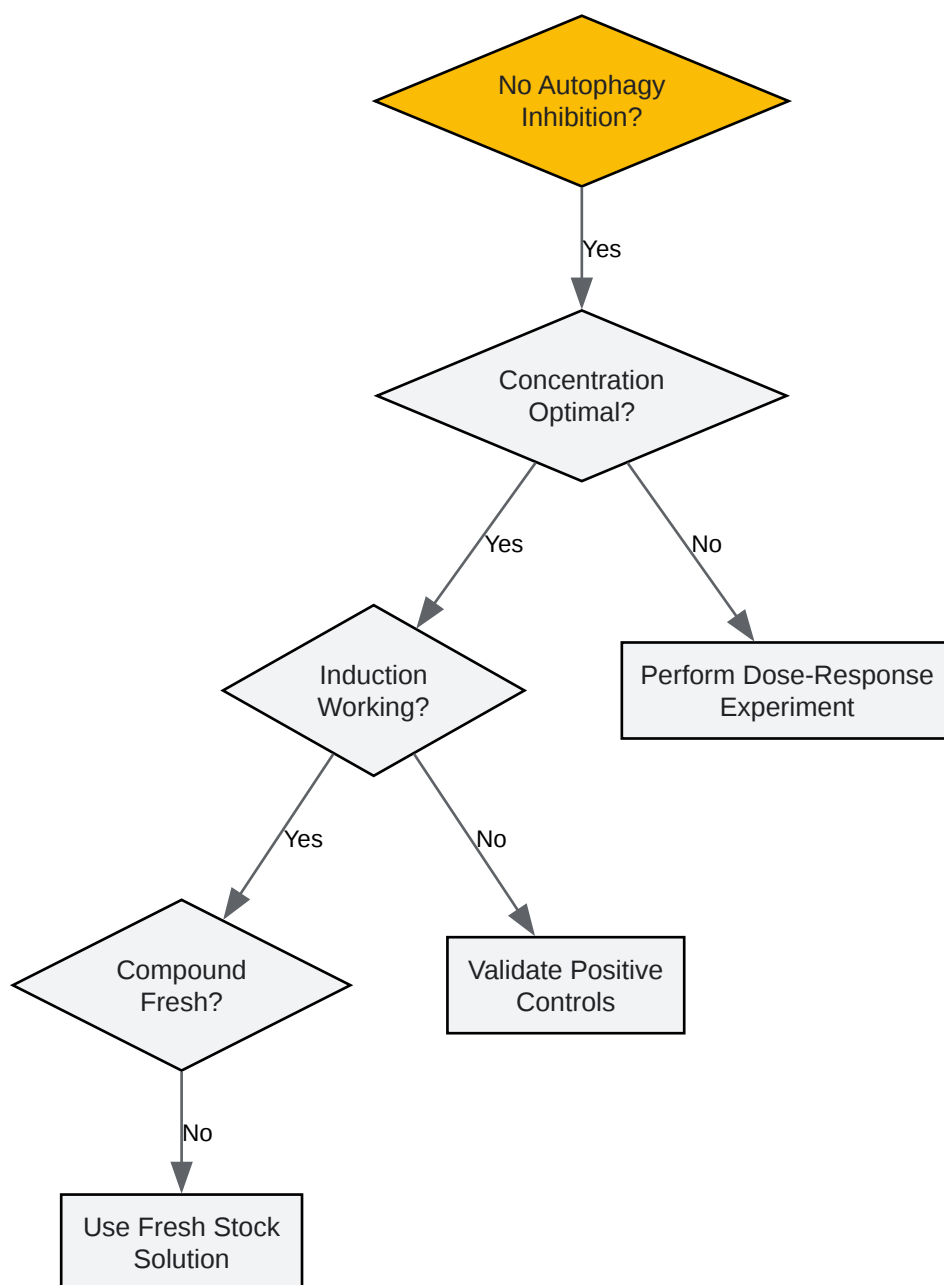 No Autophagy
Inhibition?
Yes
Concentration
Optimal?
Yes
No
Induction
Working?
Perform Dose-Response
Experiment
Yes
No
Compound
Fresh?
Validate Positive
Controls
No
Use Fresh Stock
Solution